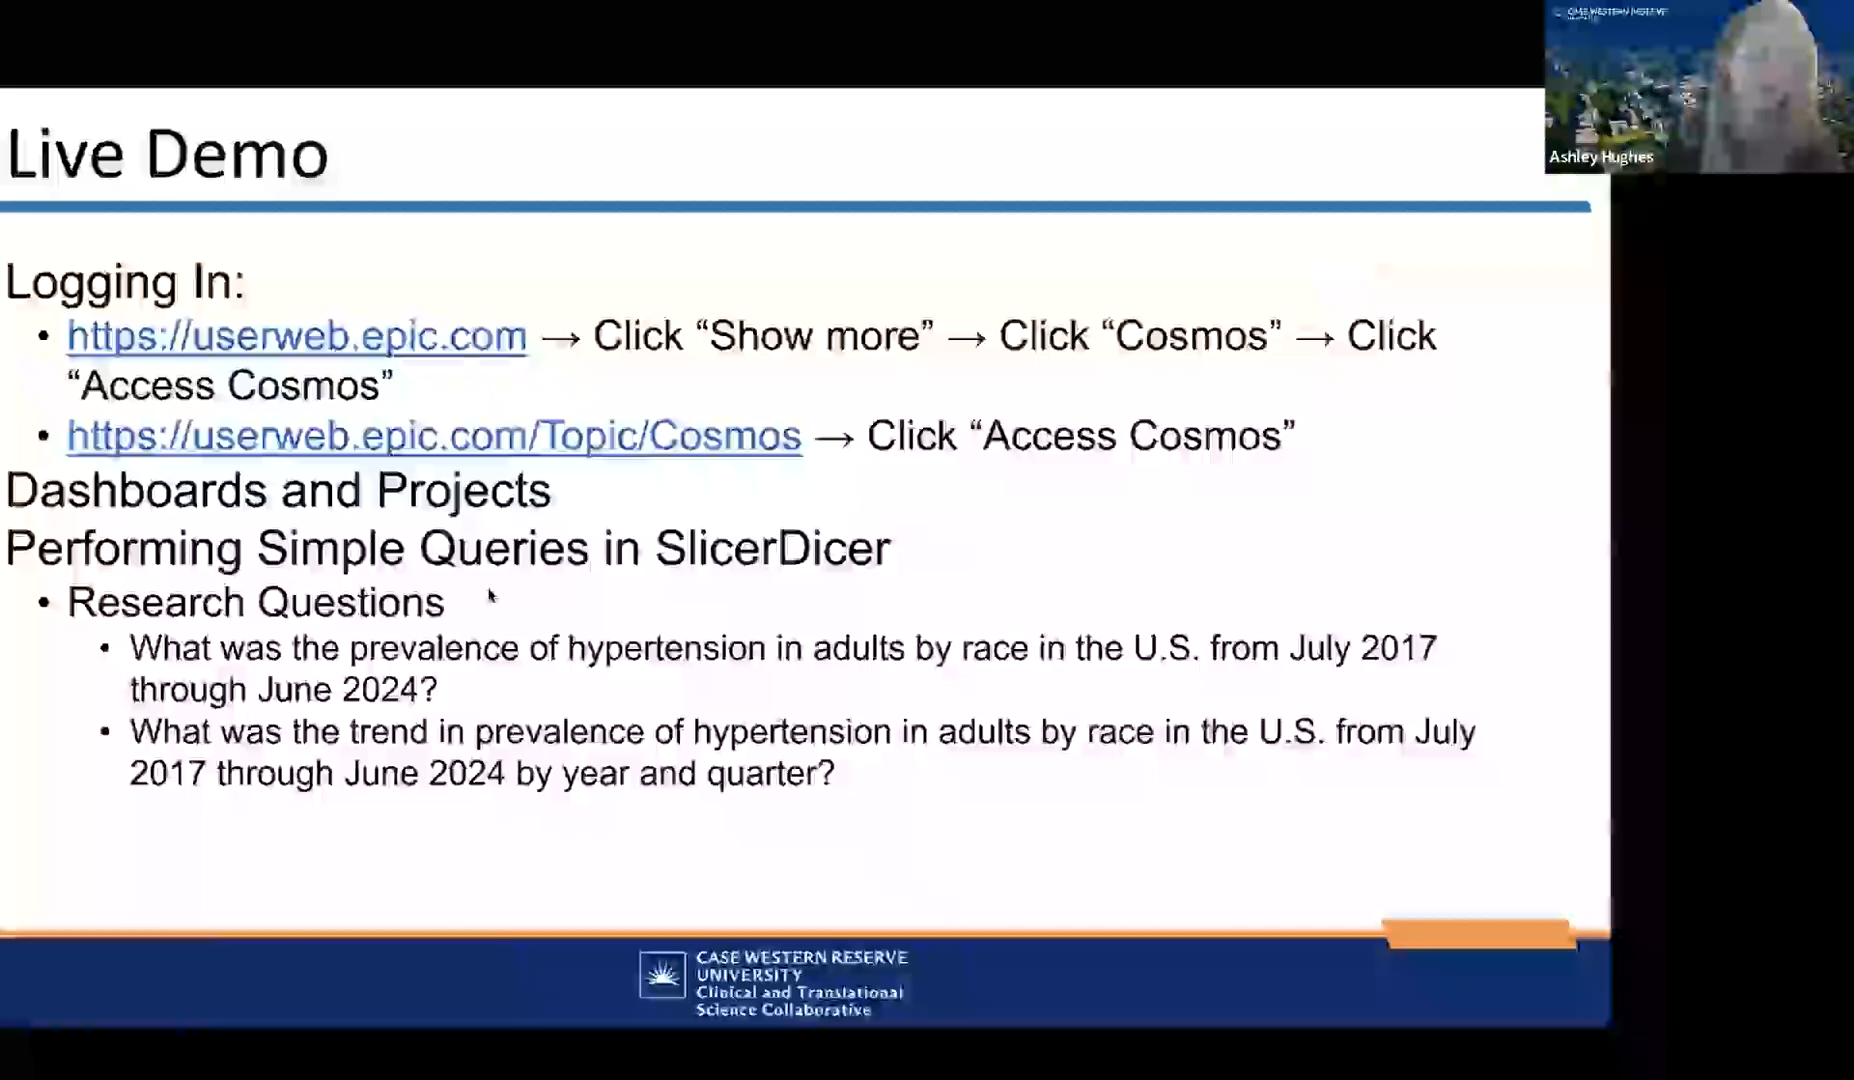 CASE WESTERN RESERVE
Ashley Hughes
Live Demo
Logging In:
• https://userweb.epic.com → Click “Show more” → Click “Cosmos” → Click
“Access Cosmos”
• https://userweb.epic.com/Topic/Cosmos → Click “Access Cosmos”
Dashboards and Projects
Performing Simple Queries in SlicerDicer
• Research Questions
• What was the prevalence of hypertension in adults by race in the U.S. from July 2017
through June 2024?
• What was the trend in prevalence of hypertension in adults by race in the U.S. from July
2017 through June 2024 by year and quarter?
CASE WESTERN RESERVE
UNIVERSITY
Clinical and Translational
Science Collaborative